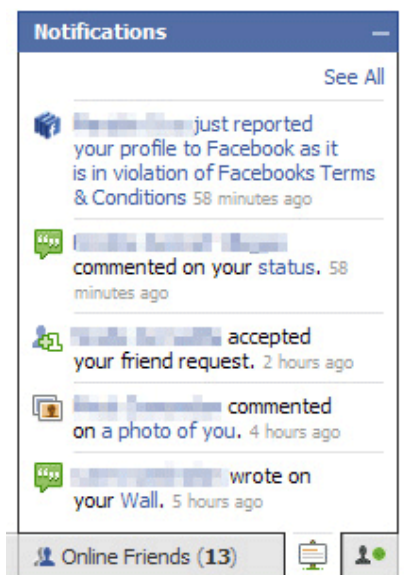 Notifications
See All
just reported
your profile to Facebook as it
is in violation of Facebooks Terms
& Conditions 58 minutes ago
commented on your status. 58
minutes ago
accepted
your friend request. 2 hours ago
commented
on a photo of you. 4 hours ago
wrote on
your Wall. 5 hours ago
Online Friends (13)